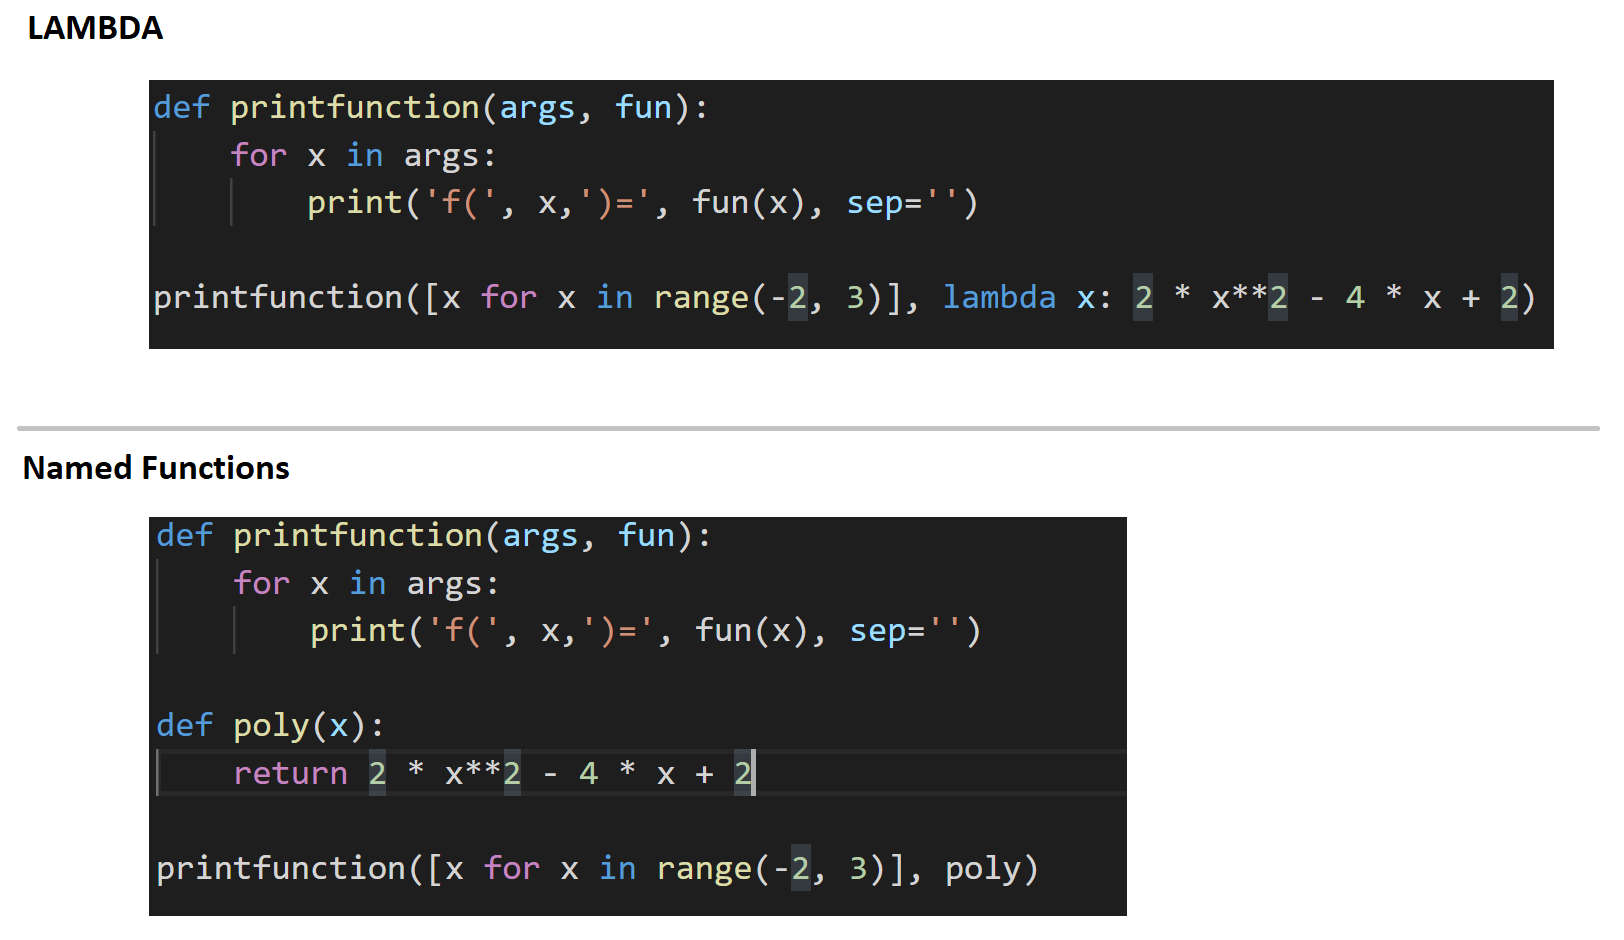 LAMBDA
def printfunction(args, fun):
    for x in args:
        print('f(', x,')=', fun(x), sep='')
printfunction([x for x in range(-2, 3)], lambda x: 2 * x**2 - 4 * x + 2)
Named Functions
def printfunction(args, fun):
    for x in args:
        print('f(', x,')=', fun(x), sep='')
def poly(x):
    return 2 * x**2 - 4 * x + 2
printfunction([x for x in range(-2, 3)], poly)